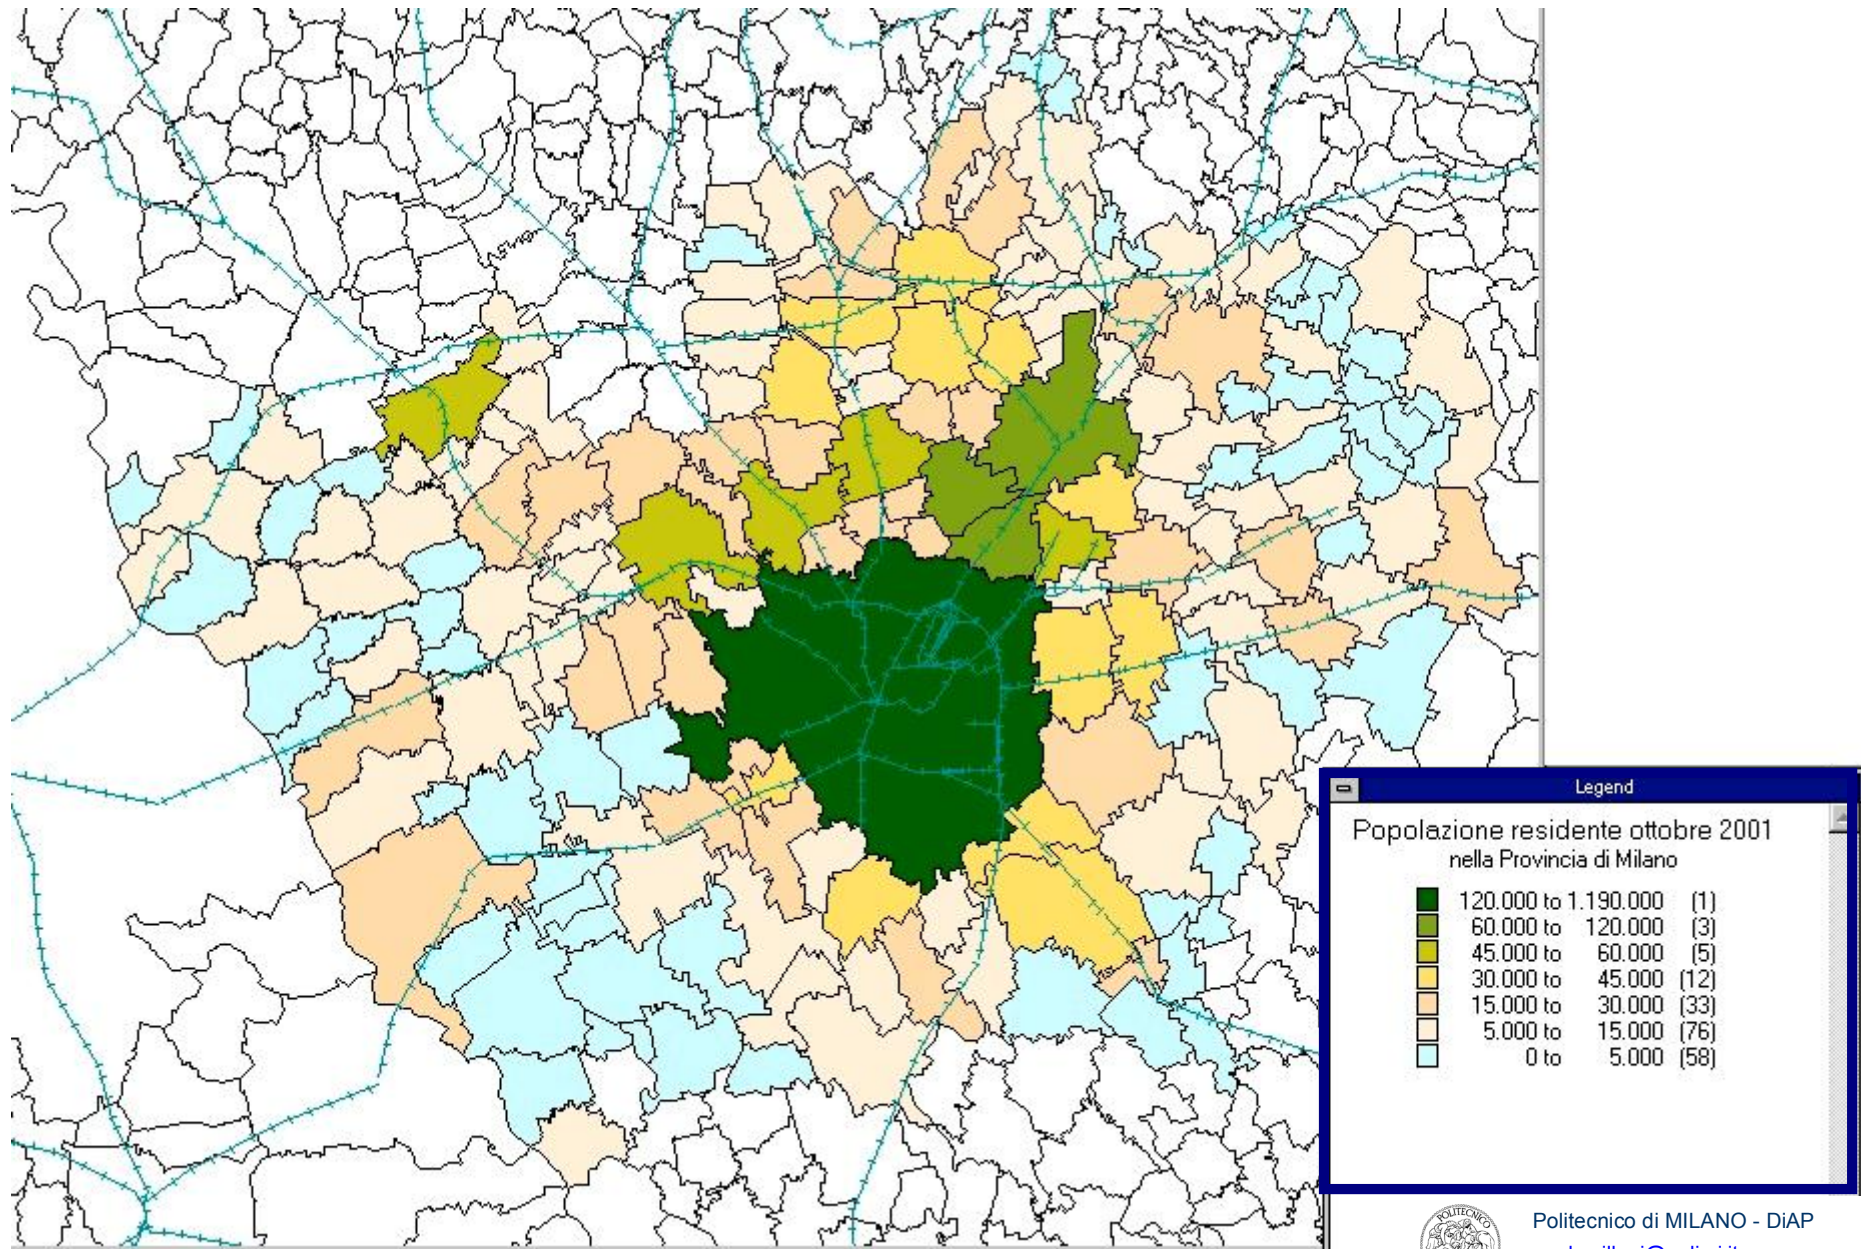 Legend
Popolazione residente ottobre 2001
nella Provincia di Milano
120.000 to 1.190.000 (1)
60.000 to 120.000 (3)
45.000 to 60.000 (5)
30.000 to 45.000 (12)
15.000 to 30.000 (33)
5.000 to 15.000 (76)
0 to 5.000 (58)
POLITECNICO
Politecnico di MILANO - DiAP